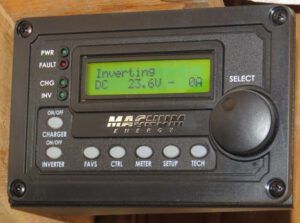 PWR
FAULT
CHG
INV
Inverting
DC 23.6V - 0A
SELECT
ON/OFF
CHARGER
ON/OFF
INVERTER
MAGNUM
ENERGY
FAVS CTRL METER SETUP TECH